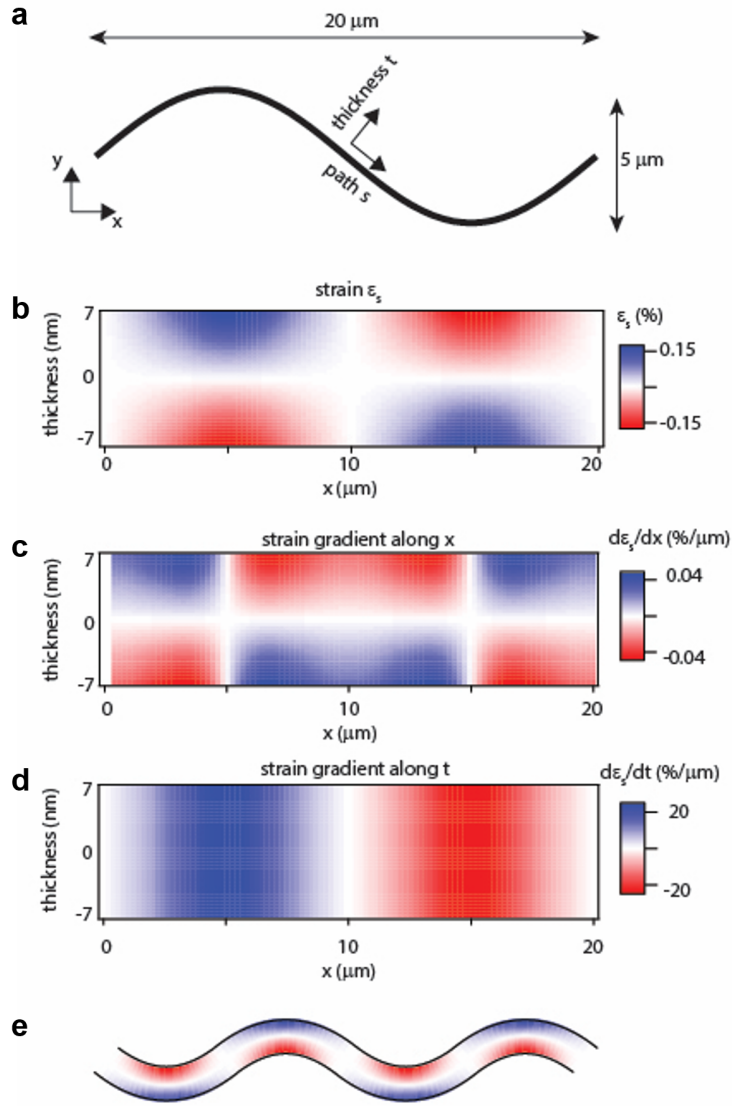 a
20 μm
thickness t
path s
y
x
5 μm
b
strain εs
thickness (nm)
7
0
-7
0
10
20
x (μm)
εs (%)
0.15
-0.15
c
strain gradient along x
thickness (nm)
7
0
-7
0
10
20
x (μm)
dεs/dx (%/μm)
0.04
-0.04
d
strain gradient along t
thickness (nm)
7
0
-7
0
10
20
x (μm)
dεs/dt (%/μm)
20
-20
e